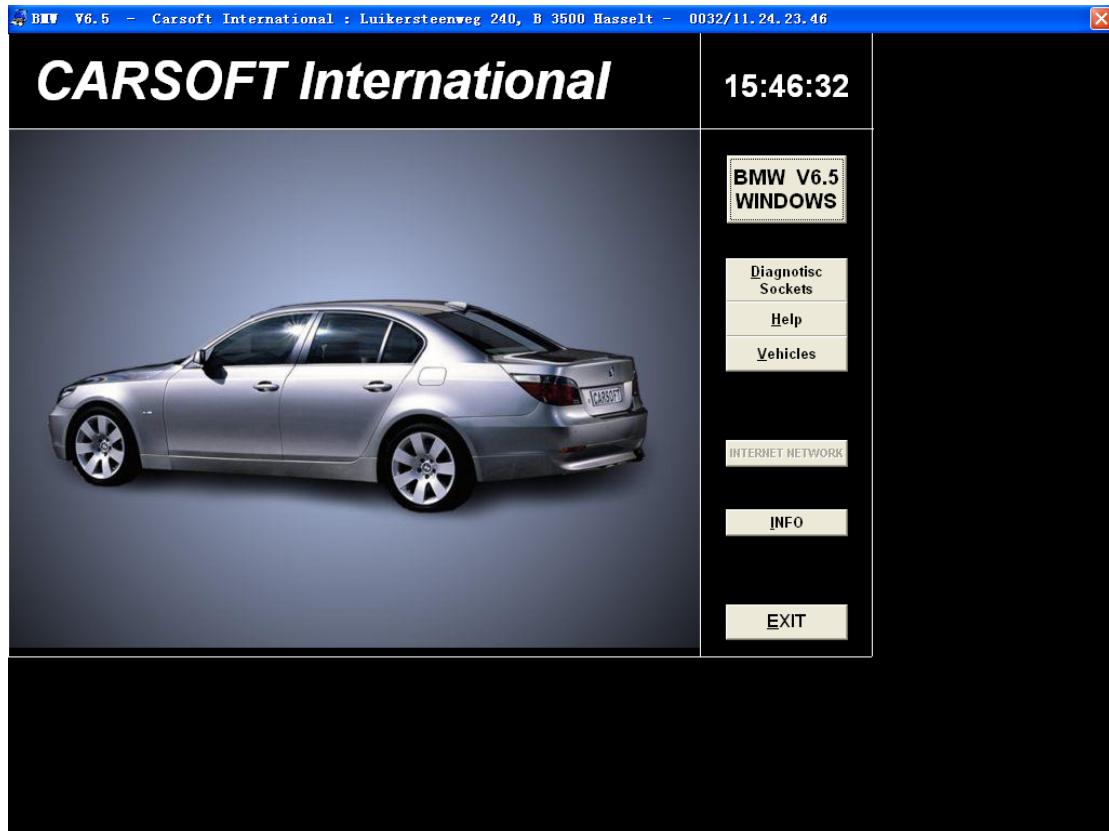 BMW V6.5 - Carsoft International : Luikersteenweg 240, B 3500 Hasselt - 0032/11.24.23.46
CARSOFT International
15:46:32
BMW V6.5
WINDOWS
Diagnotisc
Sockets
Help
Vehicles
CARSOFT
INTERNET NETWORK
INFO
EXIT